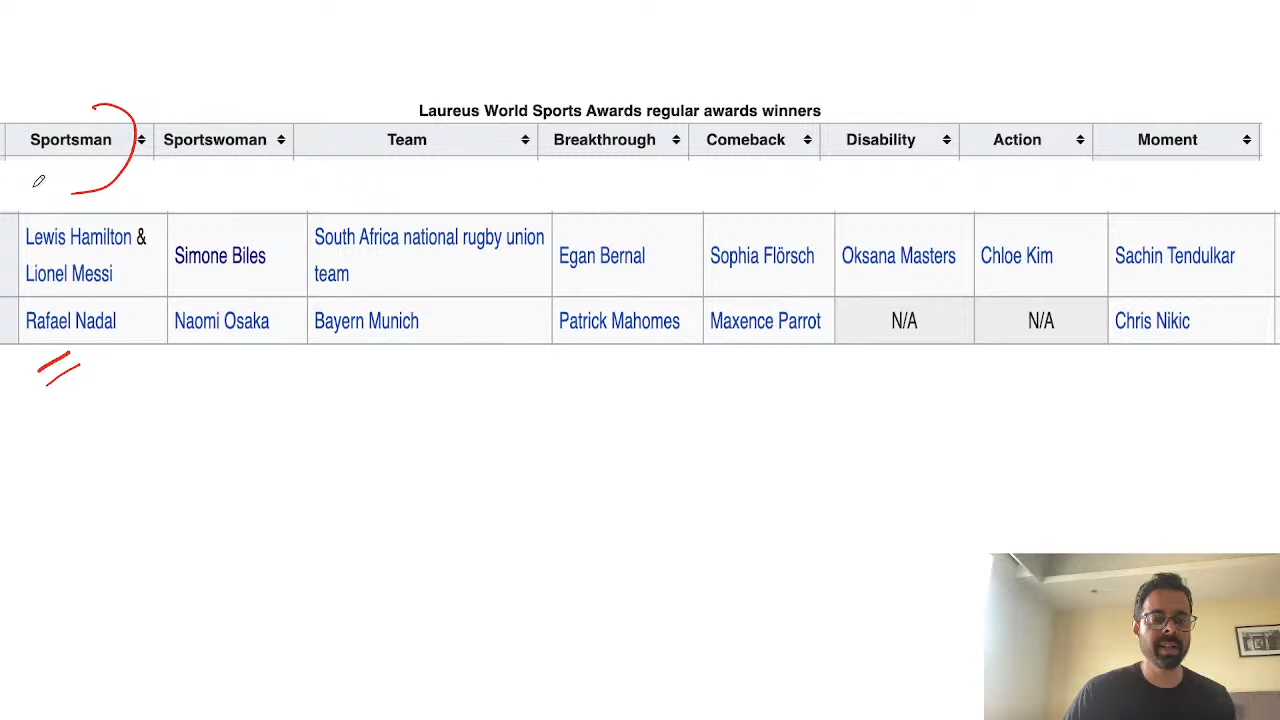 Laureus World Sports Awards regular awards winners
Sportsman Sportswoman Team Breakthrough Comeback Disability Action Moment
Lewis Hamilton & Lionel Messi Simone Biles South Africa national rugby union team Egan Bernal Sophia Flörsch Oksana Masters Chloe Kim Sachin Tendulkar
Rafael Nadal Naomi Osaka Bayern Munich Patrick Mahomes Maxence Parrot N/A N/A Chris Nikic